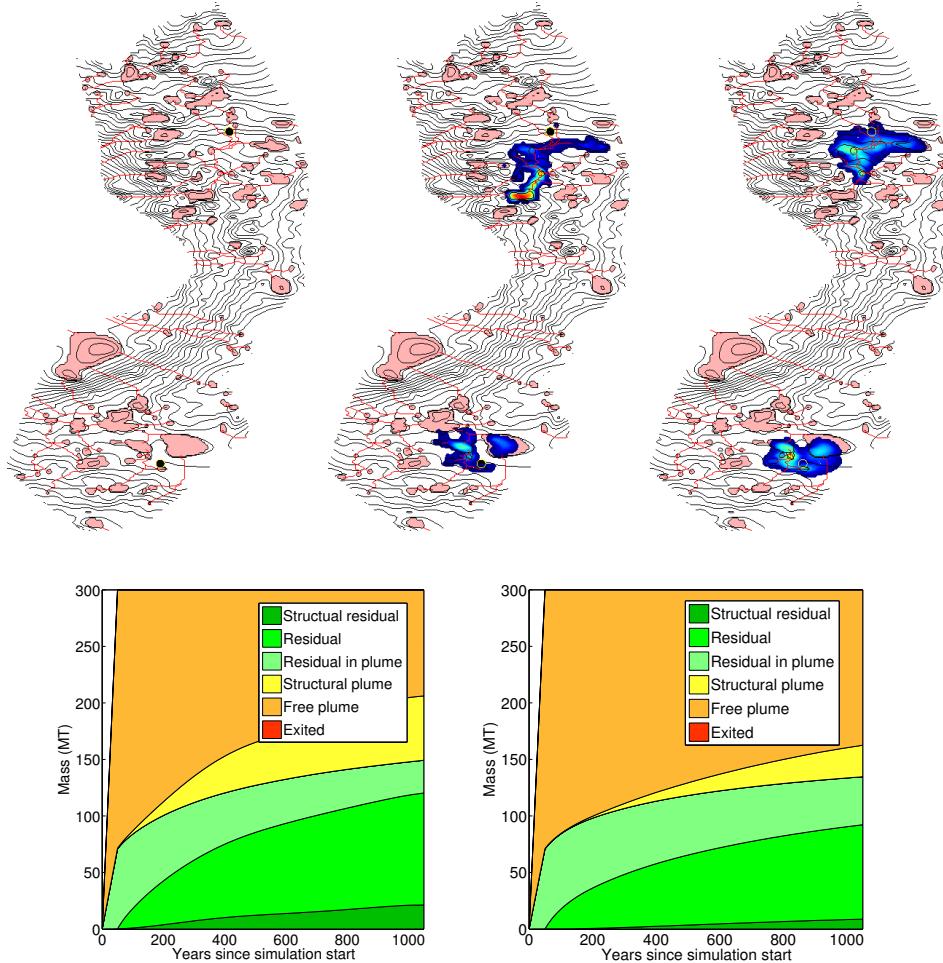 300
250
200
150
100
50
0
Mass (MT)
Structual residual
Residual
Residual in plume
Structural plume
Free plume
Exited
0 200 400 600 800 1000
Years since simulation start
300
250
200
150
100
50
0
Mass (MT)
Structual residual
Residual
Residual in plume
Structural plume
Free plume
Exited
0 200 400 600 800 1000
Years since simulation start